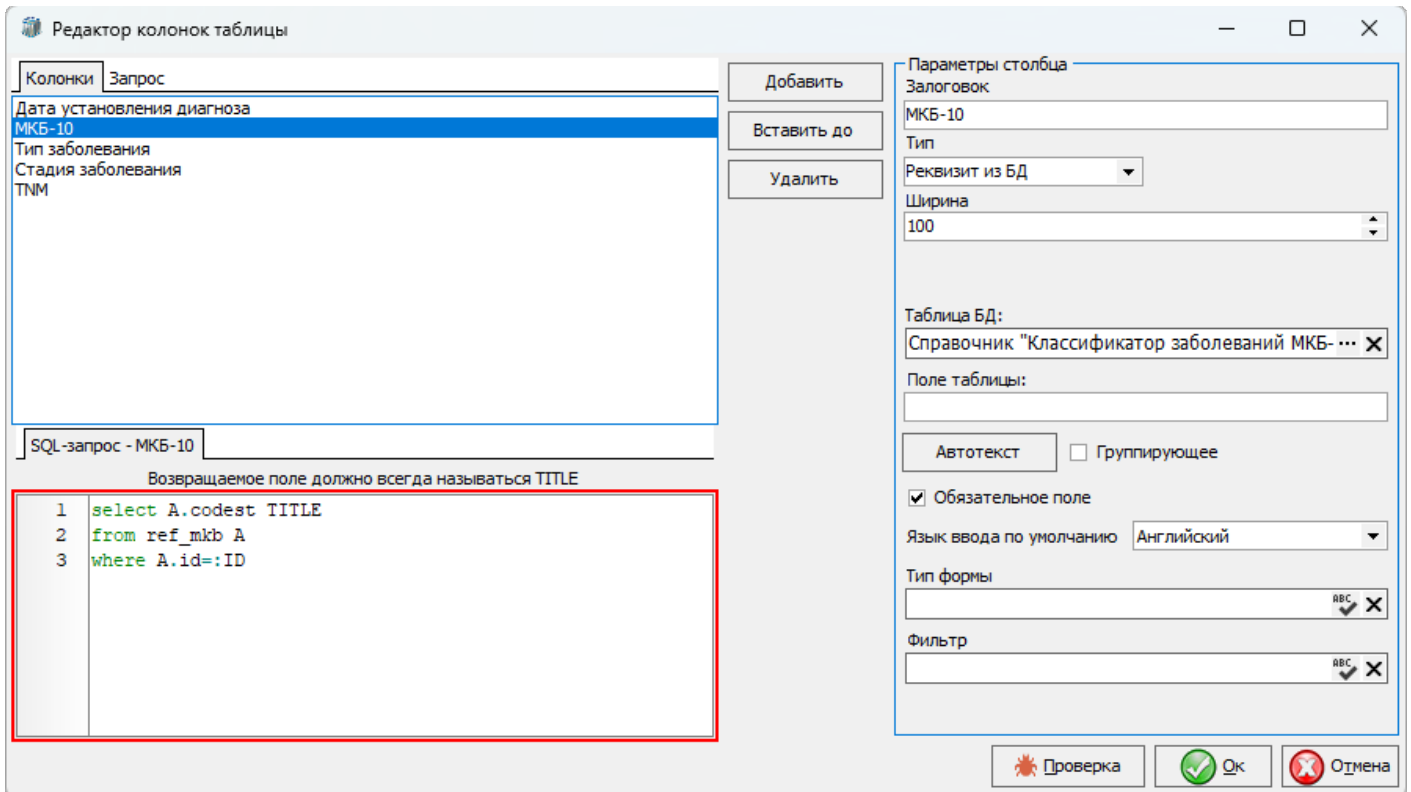 Редактор колонок таблицы
Колонки Запрос
Дата установления диагноза
МКБ-10
Тип заболевания
Стадия заболевания
TNM
SQL-запрос - МКБ-10
Возвращаемое поле должно всегда называться TITLE
1 select A.codest TITLE
2 from ref_mkb A
3 where A.id=:ID
Добавить
Вставить до
Удалить
Параметры столбца
Залоговок
МКБ-10
Тип
Реквизит из БД
Ширина
100
Таблица БД:
Справочник "Классификатор заболеваний МКБ- ...
Поле таблицы:
Автотекст Группирующее
Обязательное поле
Язык ввода по умолчанию Английский
Тип формы
ABC
Фильтр
ABC
Проверка Ок Отмена